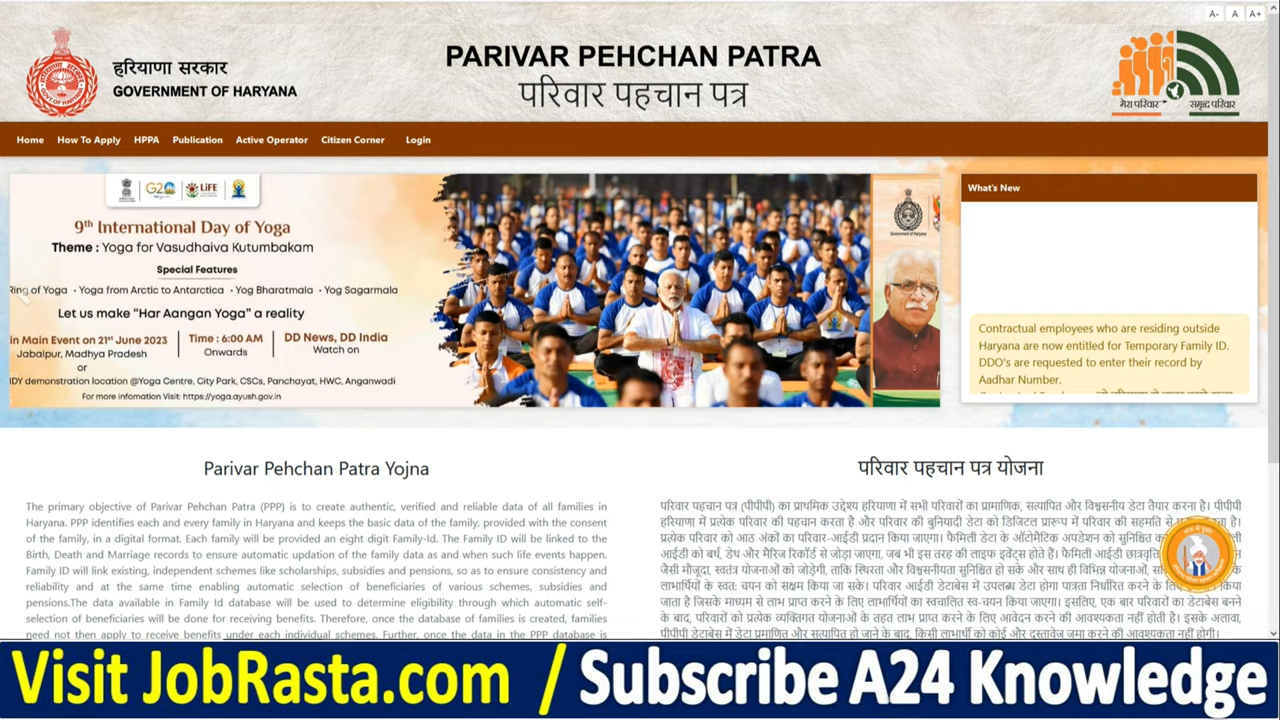 A- A A+
हरियाणा सरकार
GOVERNMENT OF HARYANA
PARIVAR PEHCHAN PATRA
परिवार पहचान पत्र
मेरा परिवार समृद्ध परिवार
Home How To Apply HPPA Publication Active Operator Citizen Corner Login
G20 LiFE
9th International Day of Yoga
Theme : Yoga for Vasudhaiva Kutumbakam
Special Features
Ring of Yoga · Yoga from Arctic to Antarctica · Yog Bharatmala · Yog Sagarmala
Let us make “Har Aangan Yoga” a reality
in Main Event on 21st June 2023
Jabalpur, Madhya Pradesh
Time : 6:00 AM
Onwards
DD News, DD India
Watch on
or
IDY demonstration location @Yoga Centre, City Park, CSCs, Panchayat, HWC, Anganwadi
For more infomation Visit: https://yoga.ayush.gov.in
Government of Haryana
What's New
Contractual employees who are residing outside
Haryana are now entitled for Temporary Family ID.
DDO's are requested to enter their record by
Aadhar Number.
Parivar Pehchan Patra Yojna
The primary objective of Parivar Pehchan Patra (PPP) is to create authentic, verified and reliable data of all families in
Haryana. PPP identifies each and every family in Haryana and keeps the basic data of the family, provided with the consent
of the family, in a digital format. Each family will be provided an eight digit Family-Id. The Family ID will be linked to the
Birth, Death and Marriage records to ensure automatic updation of the family data as and when such life events happen.
Family ID will link existing, independent schemes like scholarships, subsidies and pensions, so as to ensure consistency and
reliability and at the same time enabling automatic selection of beneficiaries of various schemes, subsidies and
pensions.The data available in Family Id database will be used to determine eligibility through which automatic self-
selection of beneficiaries will be done for receiving benefits. Therefore, once the database of families is created, families
need not then apply to receive benefits under each individual schemes. Further, once the data in the PPP database is
परिवार पहचान पत्र योजना
परिवार पहचान पत्र (पीपीपी) का प्राथमिक उद्देश्य हरियाणा में सभी परिवारों का प्रामाणिक, सत्यापित और विश्वसनीय डेटा तैयार करना है। पीपीपी
हरियाणा में प्रत्येक परिवार की पहचान करता है और परिवार की बुनियादी डेटा को डिजिटल प्रारूप में परिवार की सहमति से है।
प्रत्येक परिवार को आठ अंकों का परिवार-आईडी प्रदान किया जाएगा। फ़ैमिली डेटा के ऑटोमैटिक अपडेशन को सुनिश्चित
आईडी को बर्थ, डेथ और मैरिज रिकॉर्ड्स से जोड़ा जाएगा, जब भी इस तरह की लाइफ इवेंट्स होते हैं। फैमिली आईडी छात्रवृत्ति
जैसी मौजूदा, स्वतंत्र योजनाओं को जोड़ेगी, ताकि स्थिरता और विश्वसनीयता सुनिश्चित हो सके और साथ ही विभिन्न योजनाओं,
लाभार्थियों के स्वत: चयन को सक्षम किया जा सके। परिवार आईडी डेटाबेस में उपलब्ध डेटा होगा पात्रता निर्धारित करने के किया
जाता है जिसके माध्यम से लाभ प्राप्त करने के लिए लाभार्थियों का स्वचालित स्व-चयन किया जाएगा। इसलिए, एक बार परिवारों का डेटाबेस बनने
के बाद, परिवारों को प्रत्येक व्यक्तिगत योजनाओं के तहत लाभ प्राप्त करने के लिए आवेदन करने की आवश्यकता नहीं होती है। इसके अलावा,
पीपीपी डेटाबेस में डेटा प्रमाणित और सत्यापित हो जाने के बाद, किसी लाभार्थी को कोई और दस्तावेज जमा करने की आवश्यकता नहीं होगी।
Visit JobRasta.com / Subscribe A24 Knowledge